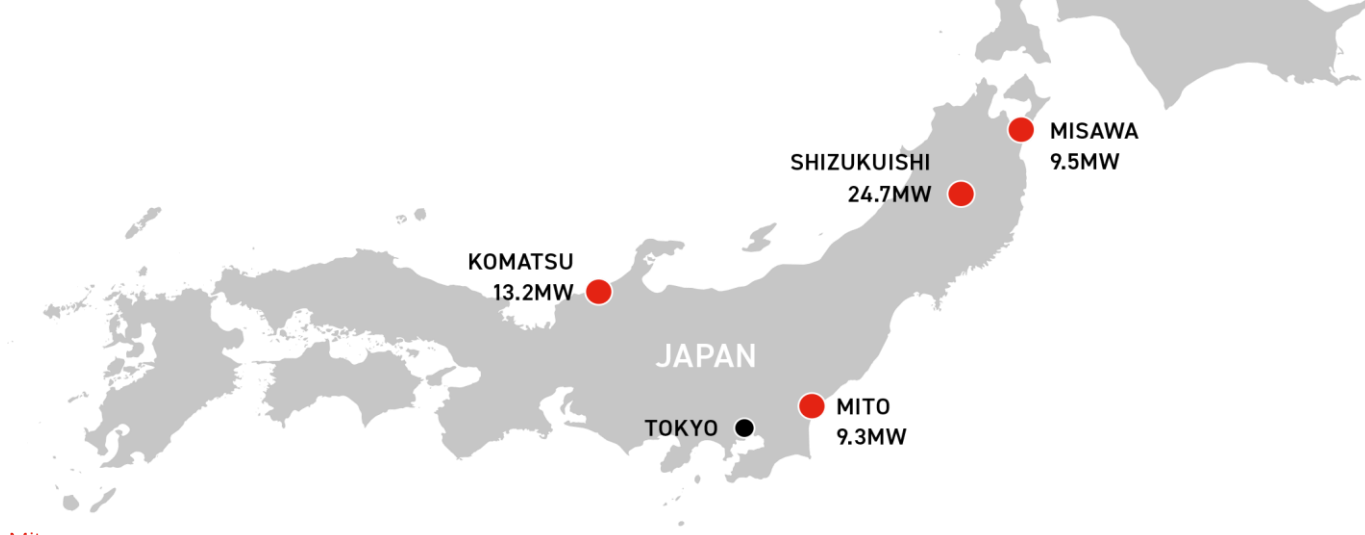 MISAWA
9.5MW
SHIZUKUISHI
24.7MW
KOMATSU
13.2MW
JAPAN
MITO
9.3MW
TOKYO